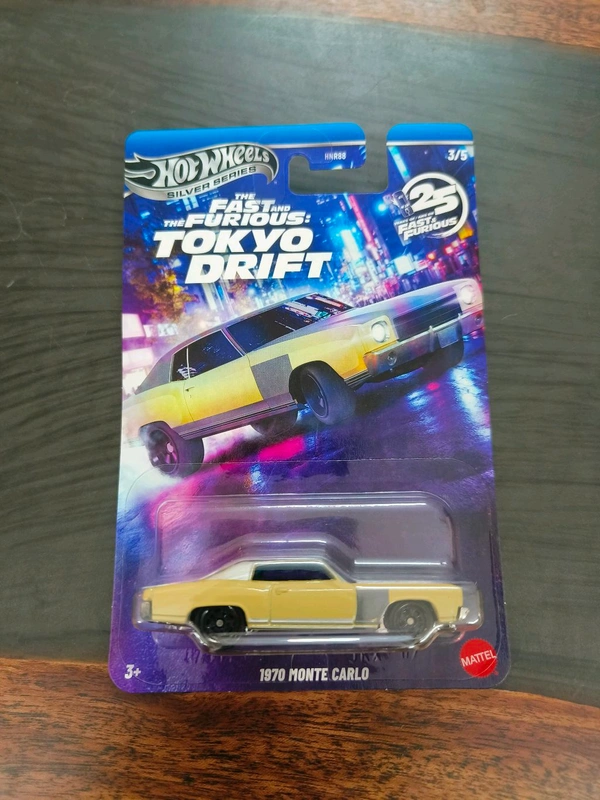 HOT WHEELS
SILVER SERIES
HNR88
3/5
THE
FAST AND
THE FURIOUS:
TOKYO
DRIFT
25
FAST &
FURIOUS
3+
1970 MONTE CARLO
MATTEL